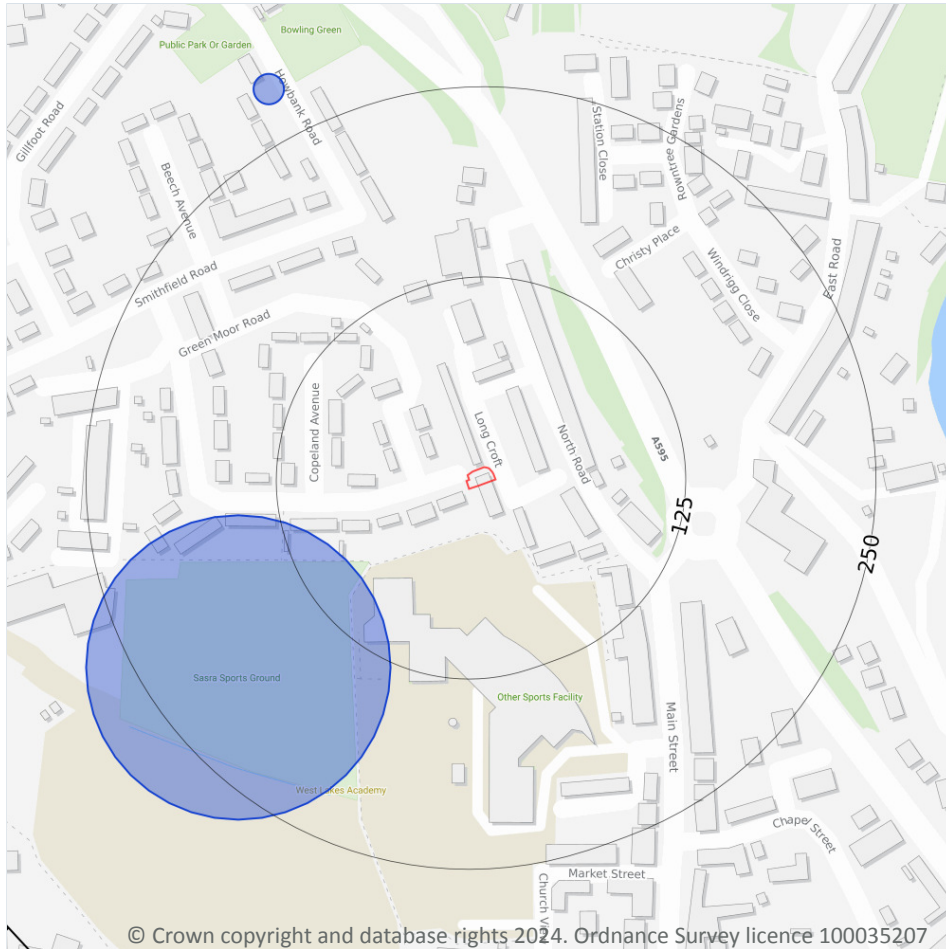 Bowling Green
Public Park Or Garden
Howbank Road
Gillfoot Road
Station Close
Rowntree Gardens
Beech Avenue
Christy Place
East Road
Windrigg Close
Smithfield Road
Green Moor Road
Copeland Avenue
Long Croft
North Road
A595
125
250
Sasra Sports Ground
Other Sports Facility
Main Street
West Lakes Academy
Chapel Street
Market Street
Church View
© Crown copyright and database rights 2024. Ordnance Survey licence 100035207